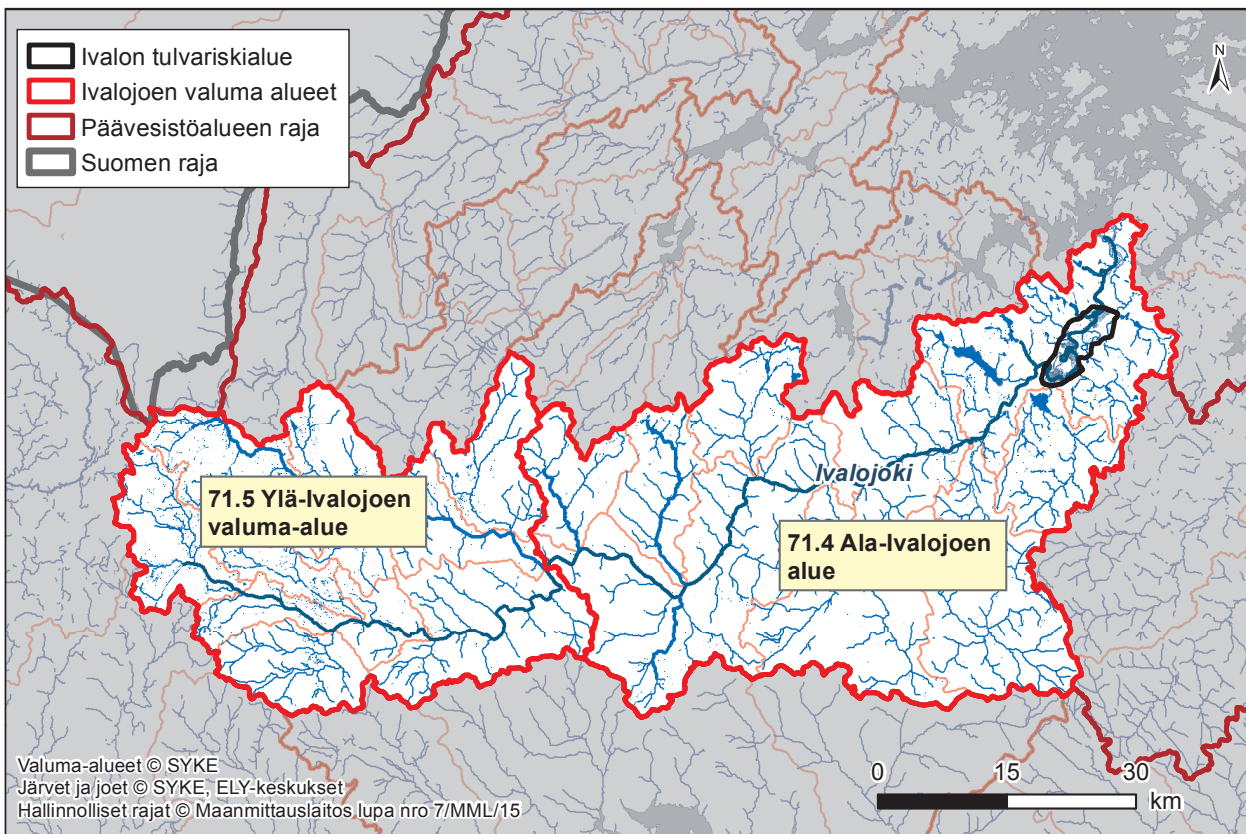 Ivalon tulvariskialue
Ivalojoen valuma alueet
Päävesistöalueen raja
Suomen raja
N
Ivalojoki
71.5 Ylä-Ivalojoen
valuma-alue
71.4 Ala-Ivalojoen
alue
Valuma-alueet © SYKE
Järvet ja joet © SYKE, ELY-keskukset
Hallinnolliset rajat © Maanmittauslaitos lupa nro 7/MML/15
0 15 30
km